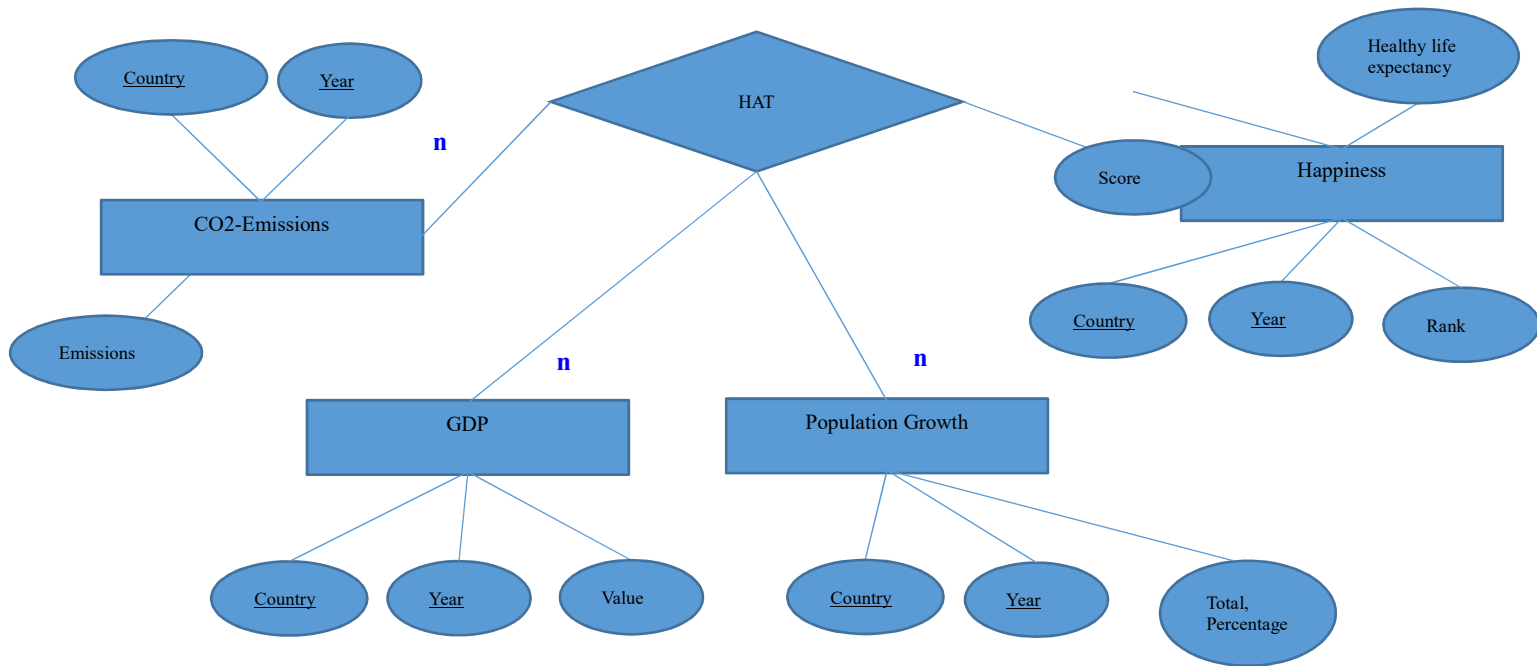 Healthy life
expectancy
Country
Year
HAT
n
Score
Happiness
CO2-Emissions
Country
Year
Rank
Emissions
n
n
GDP
Population Growth
Country
Year
Value
Country
Year
Total,
Percentage